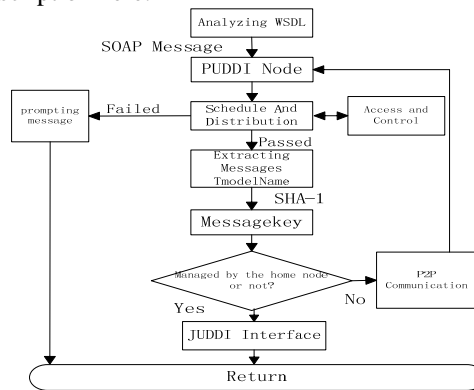 Analyzing WSDL
SOAP Message
PUDDI Node
Failed
Schedule And
Distribution
prompting
message
Access and
Control
Passed
Extracting
Messages
TmodelName
SHA-1
Messagekey
Managed by the home node
or not?
P2P
Communication
Yes
No
JUDDI Interface
Return